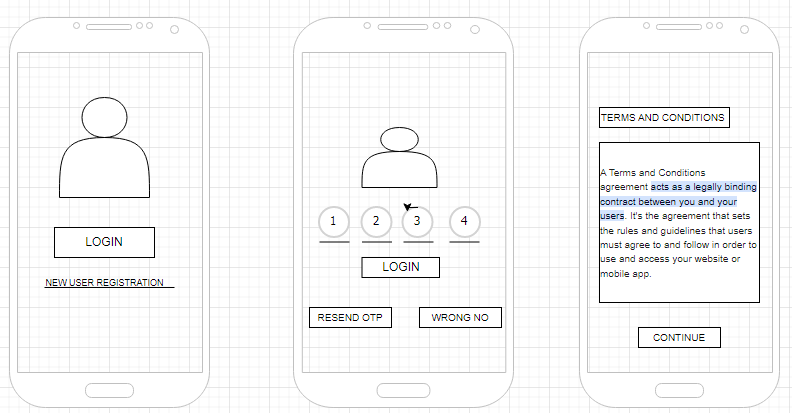 LOGIN
NEW USER REGISTRATION
1 2 3 4
LOGIN
RESEND OTP
WRONG NO
TERMS AND CONDITIONS
A Terms and Conditions
agreement acts as a legally binding
contract between you and your
users. It's the agreement that sets
the rules and guidelines that users
must agree to and follow in order to
use and access your website or
mobile app.
CONTINUE